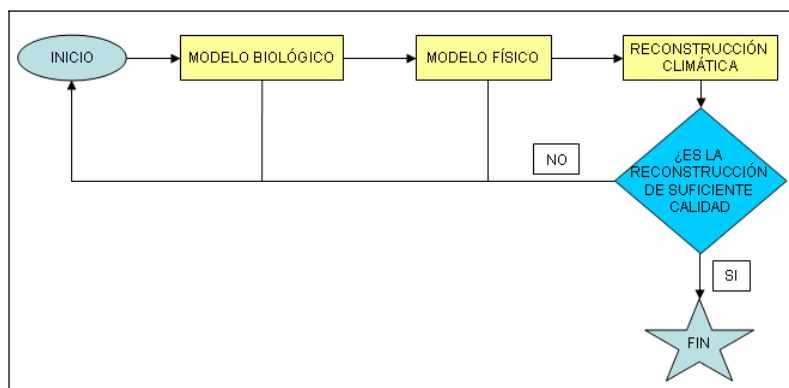 INICIO
MODELO BIOLÓGICO
MODELO FÍSICO
RECONSTRUCCIÓN
CLIMÁTICA
¿ES LA
RECONSTRUCCIÓN
DE SUFICIENTE
CALIDAD
NO
SI
FIN